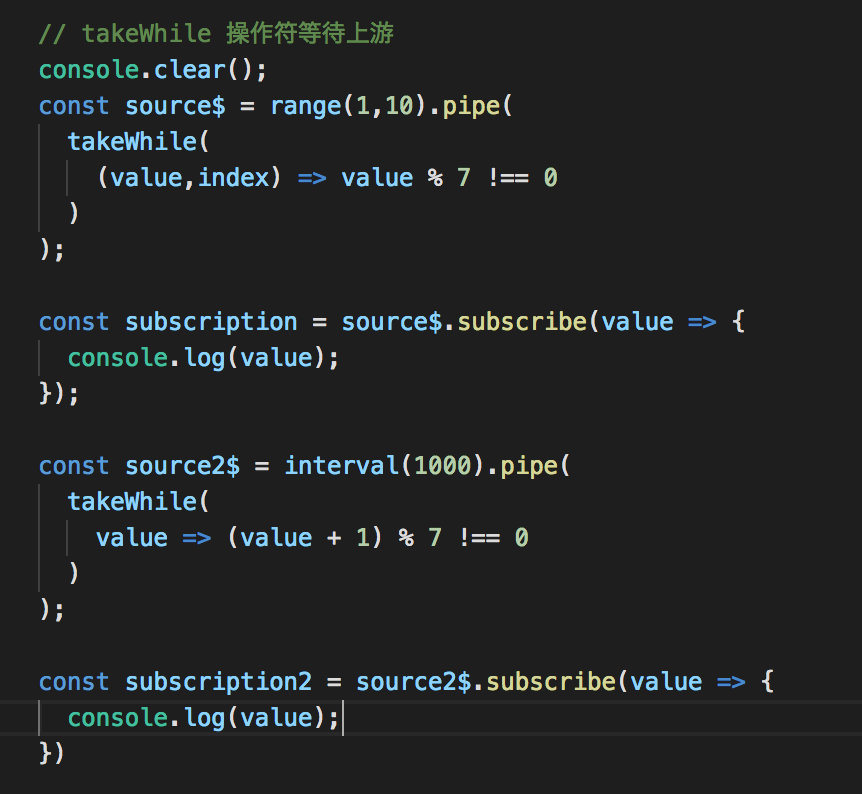 // takeWhile 操作符等待上游
console.clear();
const source$ = range(1,10).pipe(
takeWhile(
(value,index) => value % 7 !== 0
)
);
const subscription = source$.subscribe(value => {
console.log(value);
});
const source2$ = interval(1000).pipe(
takeWhile(
value => (value + 1) % 7 !== 0
)
);
const subscription2 = source2$.subscribe(value => {
console.log(value);
})